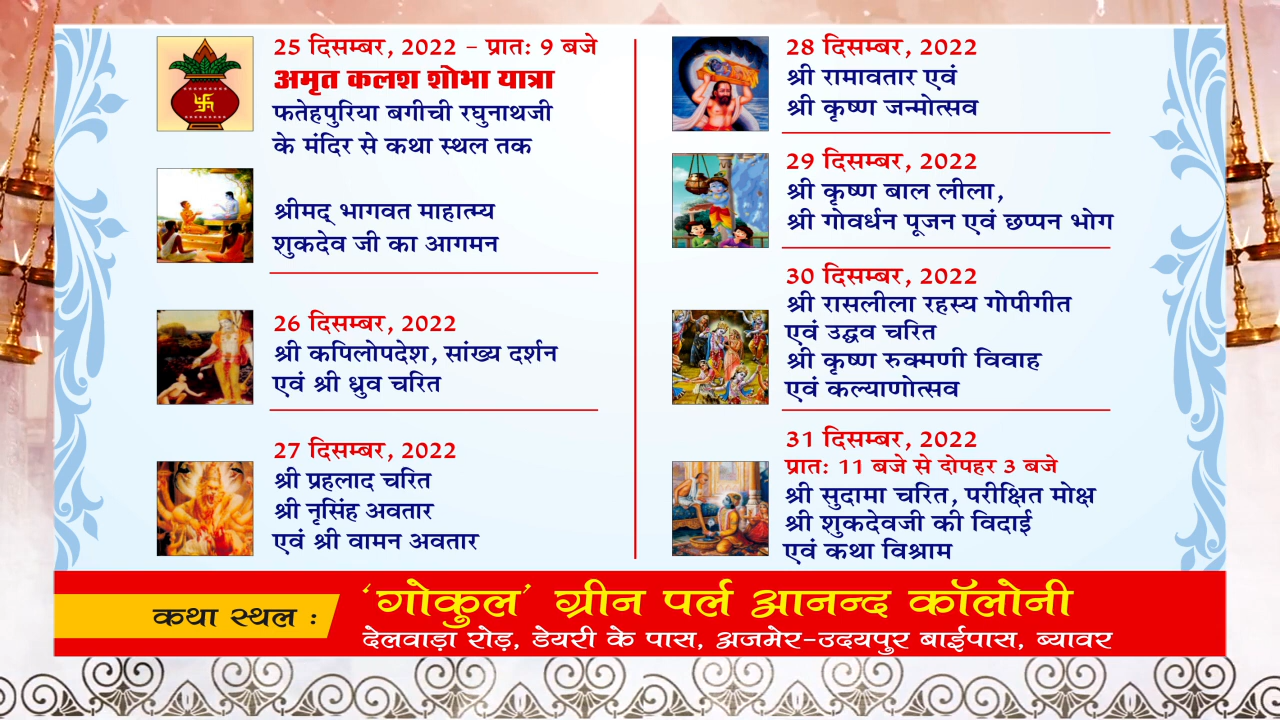 25 दिसम्बर, 2022 - प्रातः 9 बजे
अमृत कलश शोभा यात्रा
फतेहपुरिया बगीची रघुनाथजी
के मंदिर से कथा स्थल तक
श्रीमद् भागवत माहात्म्य
शुकदेव जी का आगमन
26 दिसम्बर, 2022
श्री कपिलोपदेश, सांख्य दर्शन
एवं श्री ध्रुव चरित
27 दिसम्बर, 2022
श्री प्रहलाद चरित
श्री नृसिंह अवतार
एवं श्री वामन अवतार
28 दिसम्बर, 2022
श्री रामावतार एवं
श्री कृष्ण जन्मोत्सव
29 दिसम्बर, 2022
श्री कृष्ण बाल लीला,
श्री गोवर्धन पूजन एवं छप्पन भोग
30 दिसम्बर, 2022
श्री रासलीला रहस्य गोपीगीत
एवं उद्धव चरित
श्री कृष्ण रुक्मणी विवाह
एवं कल्याणोत्सव
31 दिसम्बर, 2022
प्रातः 11 बजे से दोपहर 3 बजे
श्री सुदामा चरित, परीक्षित मोक्ष
श्री शुकदेवजी की विदाई
एवं कथा विश्राम
कथा स्थल :
‘गोकुल’ ग्रीन पर्ल आनन्द कॉलोनी
देलवाड़ा रोड़, डेयरी के पास, अजमेर-उदयपुर बाईपास, ब्यावर